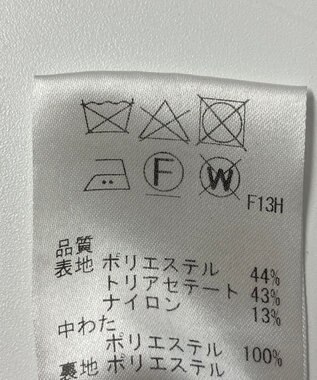 F W
F13H
品質
表地 ポリエステル 44%
トリアセテート 43%
ナイロン 13%
中わた
ポリエステル 100%
裏地 ポリエステル